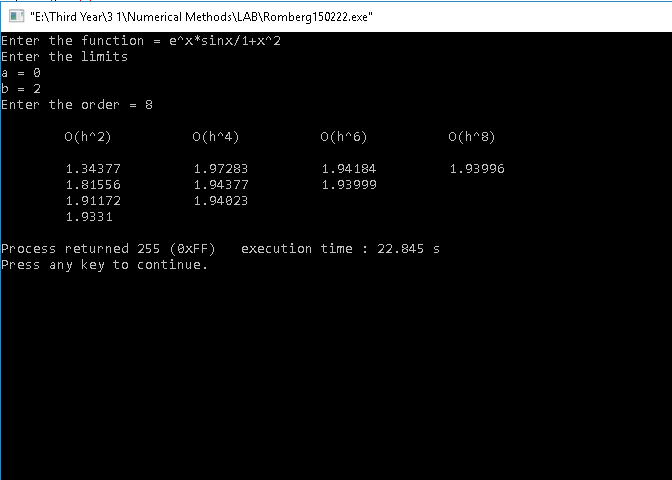 "E:\Third Year\3 1\Numerical Methods\LAB\Romberg150222.exe"
Enter the function = e^x*sinx/1+x^2
Enter the limits
a = 0
b = 2
Enter the order = 8
O(h^2) O(h^4) O(h^6) O(h^8)
1.34377 1.97283 1.94184 1.93996
1.81556 1.94377 1.93999
1.91172 1.94023
1.9331
Process returned 255 (0xFF) execution time : 22.845 s
Press any key to continue.